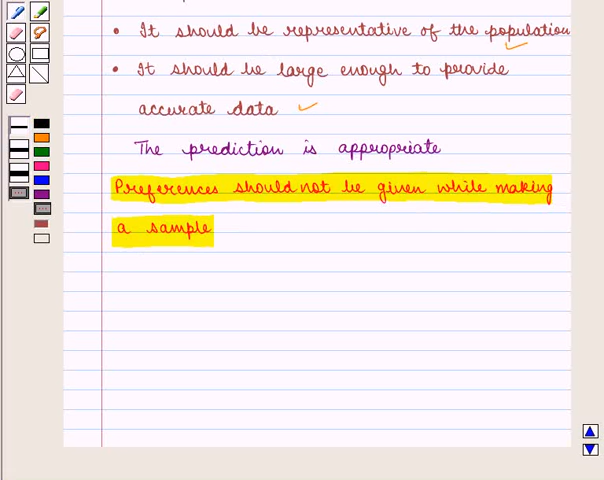 • It should be representative of the population
• It should be large enough to provide
accurate data
The prediction is appropriate
Preferences should not be given while making
a sample